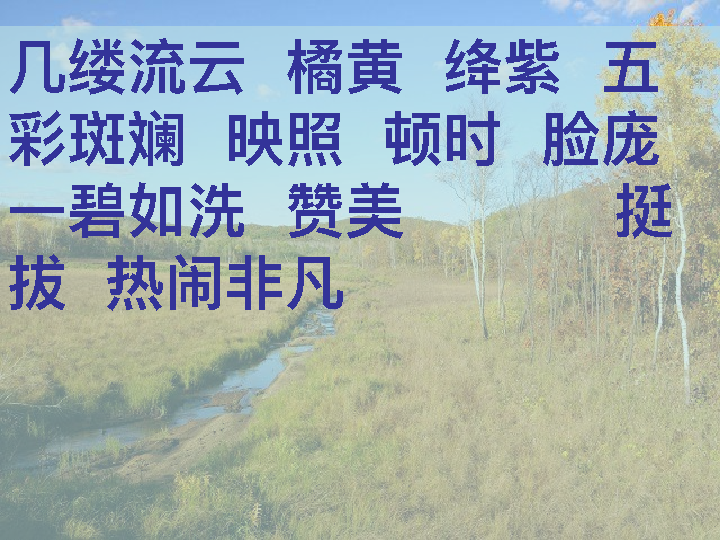 几缕流云 橘黄 绛紫 五
彩斑斓 映照 顿时 脸庞
一碧如洗 赞美 挺
拔 热闹非凡